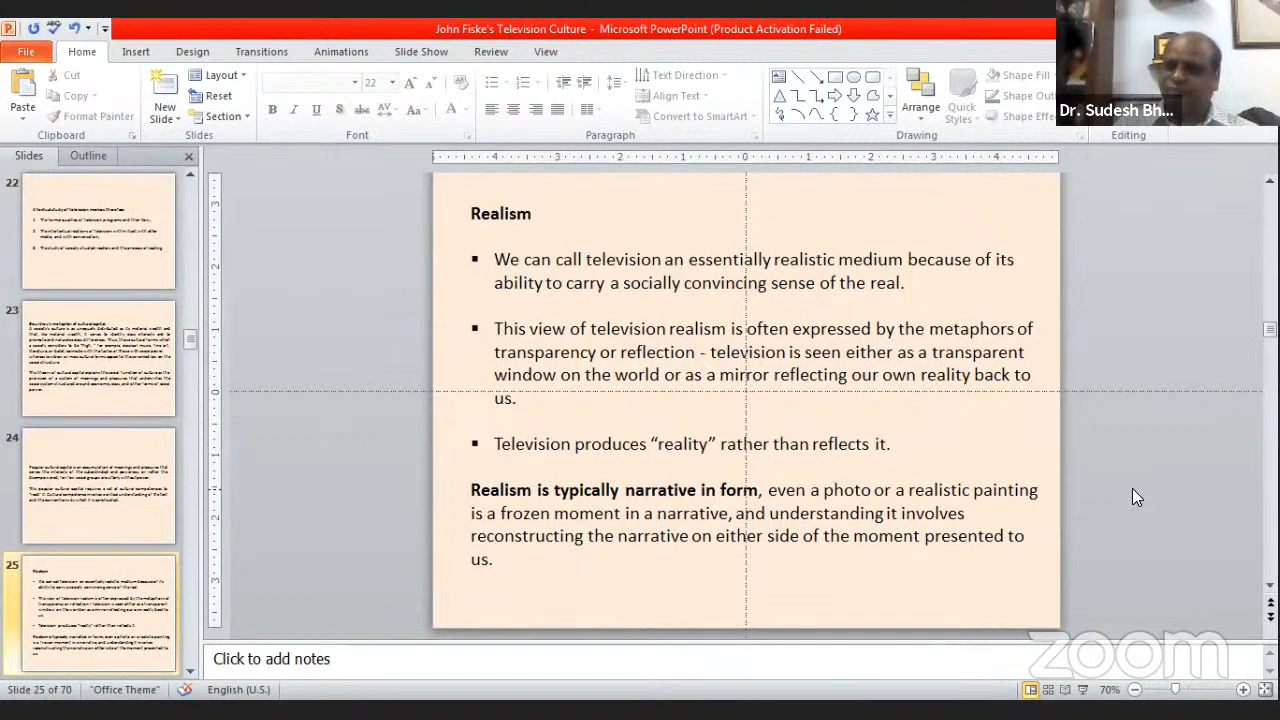 John Fiske's Television Culture - Microsoft PowerPoint (Product Activation Failed)
File Home Insert Design Transitions Animations Slide Show Review View
Cut
Copy
Format Painter
Paste
Clipboard
New
Slide
Layout
Reset
Section
Slides
22
Font
Text Direction
Align Text
Convert to SmartArt
Paragraph
Arrange
Quick
Styles
Shape Fill
Shape Out
Shape Effe
Drawing
Editing
Dr. Sudesh Bh...
Slides Outline
22
23
24
25
Realism
We can call television an essentially realistic medium because of its
ability to carry a socially convincing sense of the real.
This view of television realism is often expressed by the metaphors of
transparency or reflection - television is seen either as a transparent
window on the world or as a mirror reflecting our own reality back to
us.
Television produces “reality” rather than reflects it.
Realism is typically narrative in form, even a photo or a realistic painting
is a frozen moment in a narrative, and understanding it involves
reconstructing the narrative on either side of the moment presented to
us.
zoom
Click to add notes
Slide 25 of 70 "Office Theme" English (U.S.) 70%